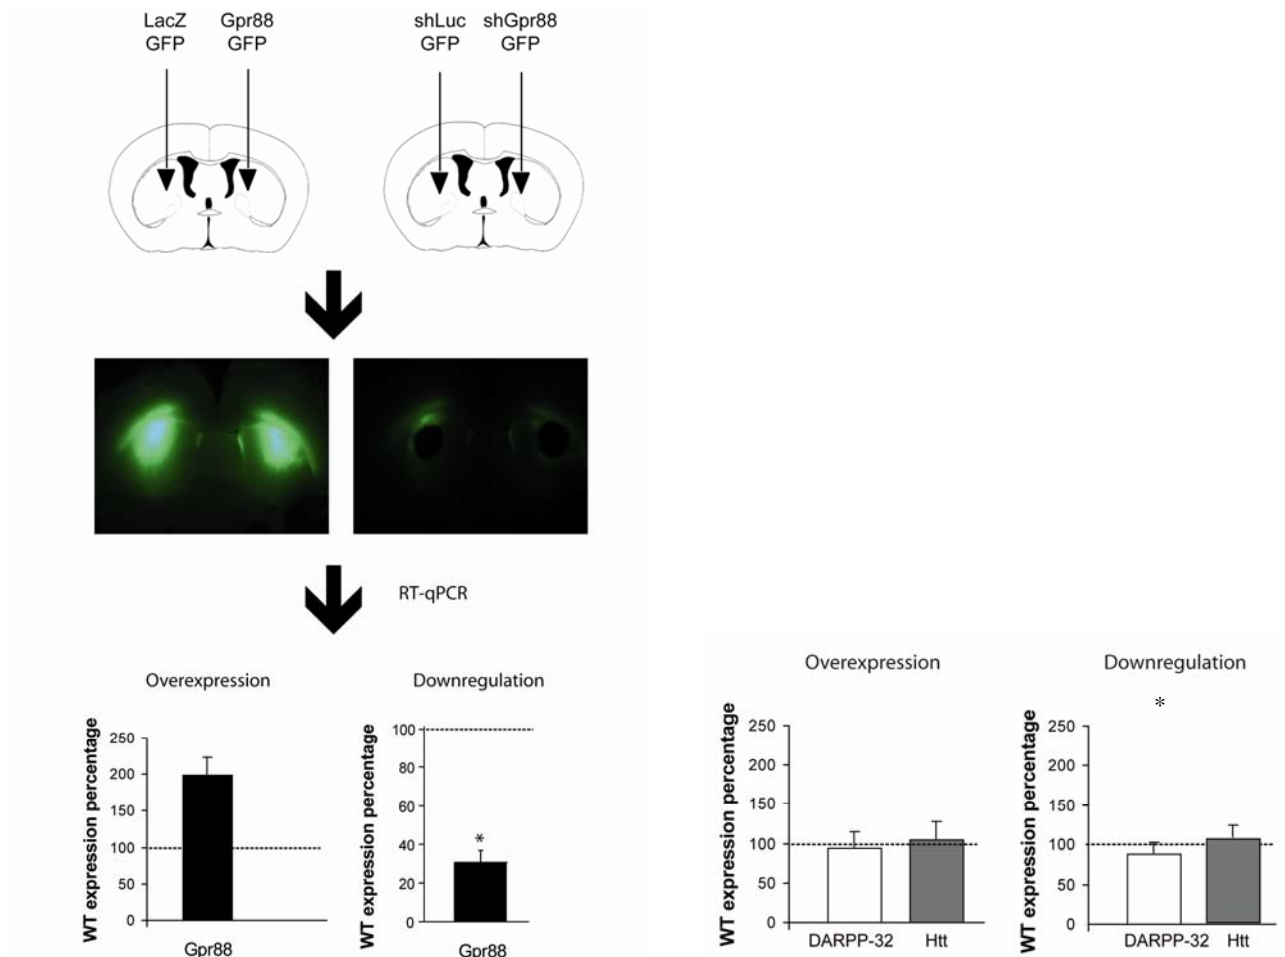 LacZ Gpr88
GFP GFP
shLuc shGpr88
GFP GFP
RT-qPCR
Overexpression
WT expression percentage
250
200
150
100
50
0
Gpr88
Downregulation
WT expression percentage
100
80
60
40
20
0
*
Gpr88
Overexpression
WT expression percentage
250
200
150
100
50
0
DARPP-32 Htt
Downregulation
*
WT expression percentage
250
200
150
100
50
0
DARPP-32 Htt